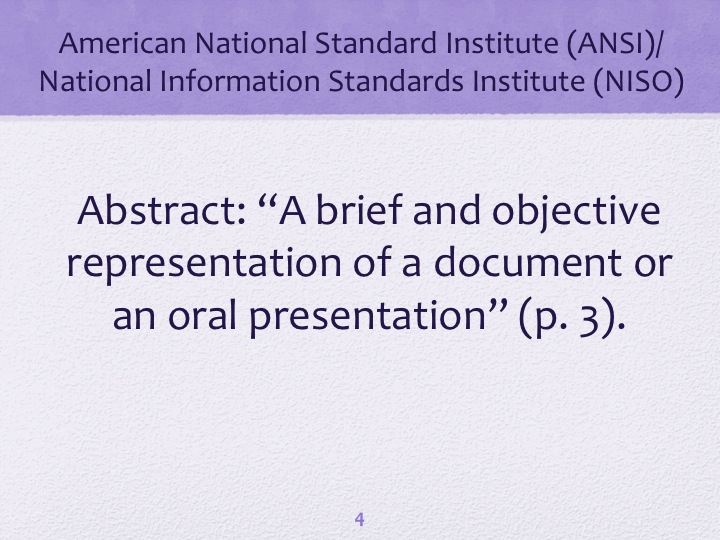 American National Standard Institute (ANSI)/
National Information Standards Institute (NISO)
Abstract: “A brief and objective
representation of a document or
an oral presentation” (p. 3).
4